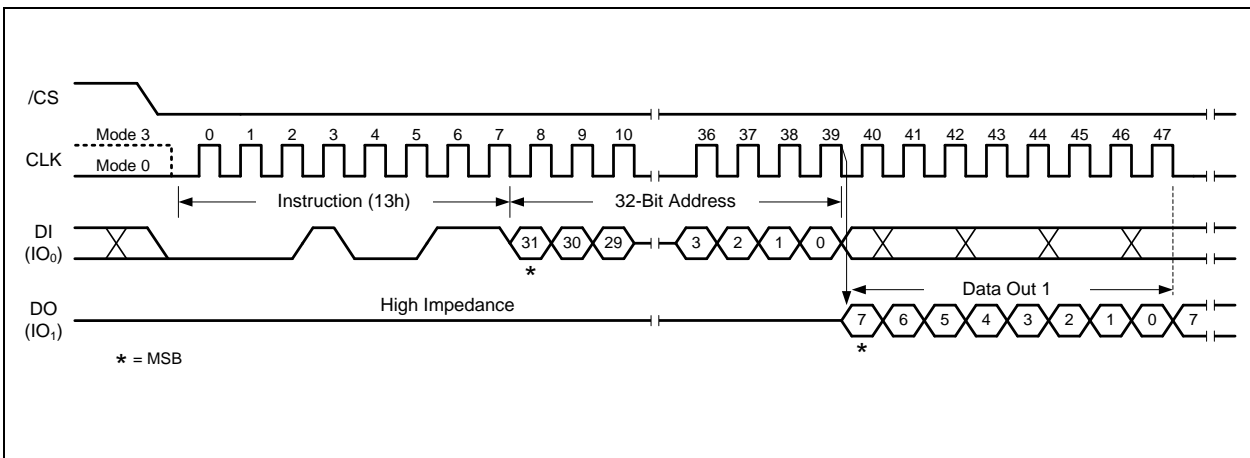 /CS
Mode 3
0 1 2 3 4 5 6 7 8 9 10 36 37 38 39 40 41 42 43 44 45 46 47
CLK
Mode 0
Instruction (13h) 32-Bit Address
DI
(IO₀)
31 30 29 3 2 1 0
*
Data Out 1
High Impedance
DO
(IO₁)
7 6 5 4 3 2 1 0 7
*
* = MSB